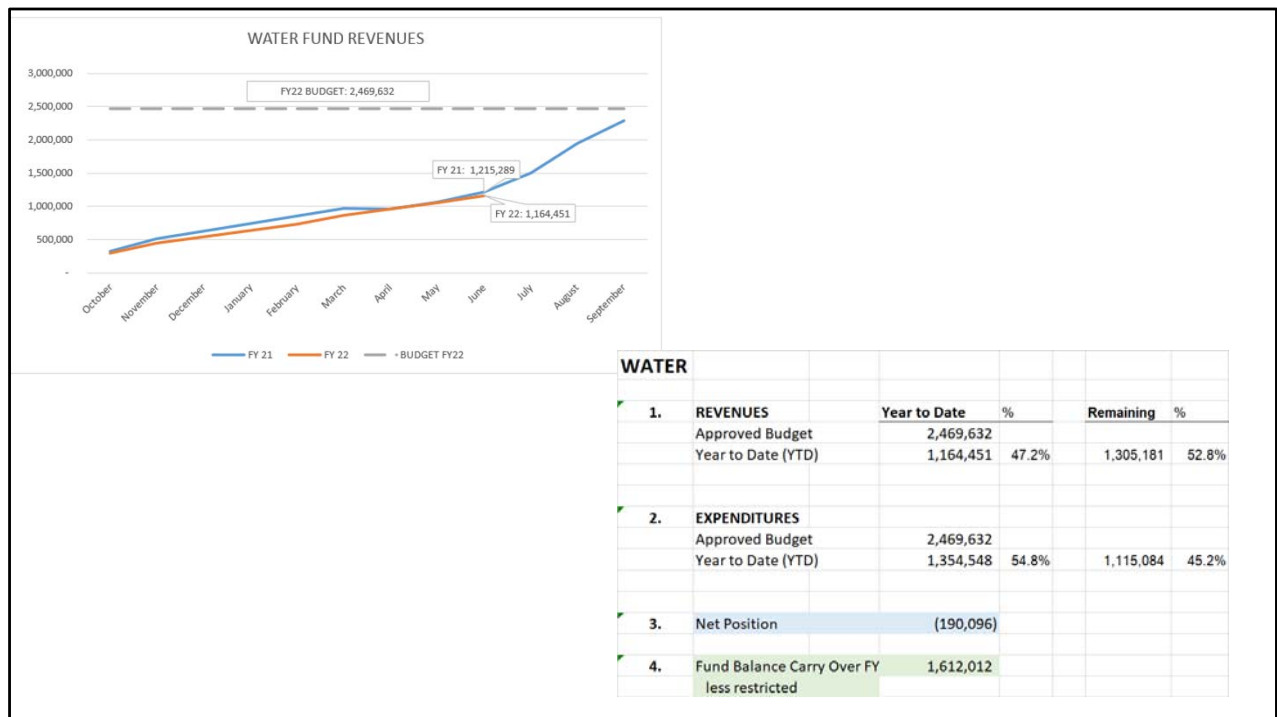 WATER FUND REVENUES
3,000,000
FY22 BUDGET: 2,469,632
2,500,000
2,000,000
1,500,000
FY 21: 1,215,289
1,000,000
FY 22: 1,164,451
500,000
-
October November December January February March April May June July August September
FY 21 FY 22 BUDGET FY22
WATER
1. REVENUES Year to Date % Remaining %
Approved Budget 2,469,632
Year to Date (YTD) 1,164,451 47.2% 1,305,181 52.8%
2. EXPENDITURES
Approved Budget 2,469,632
Year to Date (YTD) 1,354,548 54.8% 1,115,084 45.2%
3. Net Position (190,096)
4. Fund Balance Carry Over FY 1,612,012
less restricted